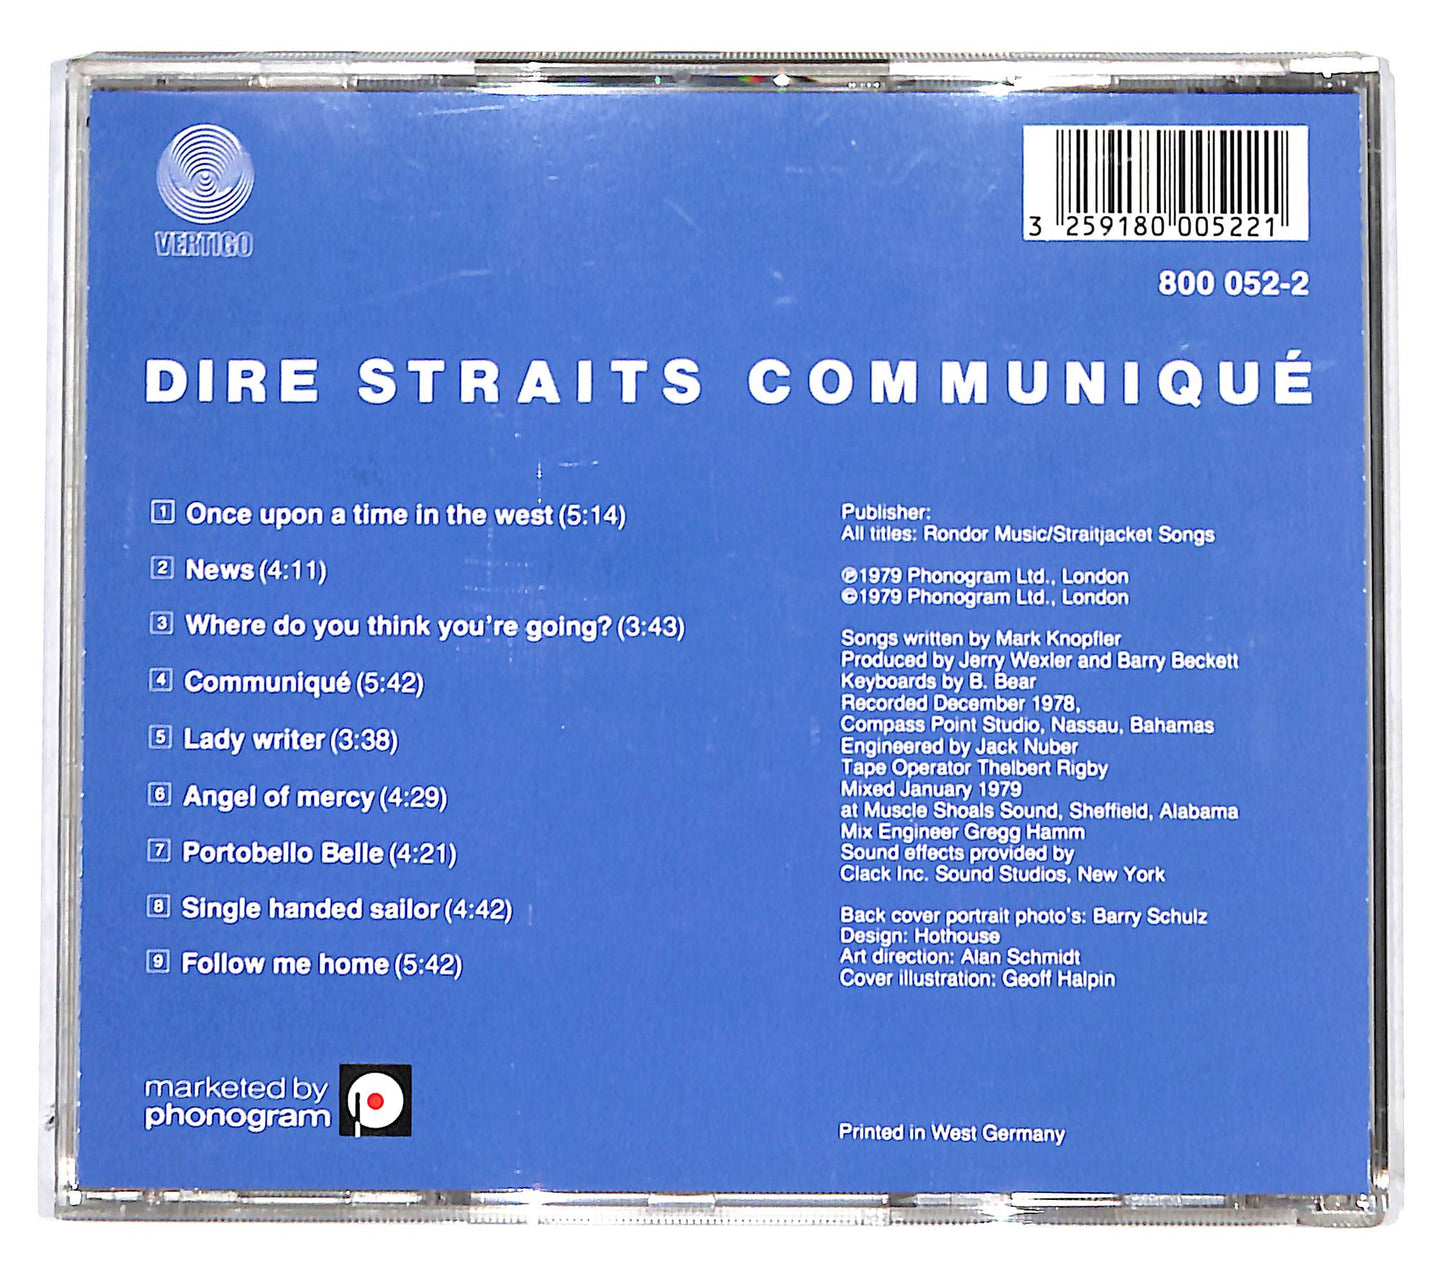 VERTIGO
3 259180 005221
800 052-2
DIRE STRAITS COMMUNIQUÉ
1 Once upon a time in the west (5:14)
2 News (4:11)
3 Where do you think you're going? (3:43)
4 Communiqué (5:42)
5 Lady writer (3:38)
6 Angel of mercy (4:29)
7 Portobello Belle (4:21)
8 Single handed sailor (4:42)
9 Follow me home (5:42)
marketed by
phonogram
Publisher:
All titles: Rondor Music/Straitjacket Songs
℗1979 Phonogram Ltd., London
©1979 Phonogram Ltd., London
Songs written by Mark Knopfler
Produced by Jerry Wexler and Barry Beckett
Keyboards by B. Bear
Recorded December 1978,
Compass Point Studio, Nassau, Bahamas
Engineered by Jack Nuber
Tape Operator Thelbert Rigby
Mixed January 1979
at Muscle Shoals Sound, Sheffield, Alabama
Mix Engineer Gregg Hamm
Sound effects provided by
Clack Inc. Sound Studios, New York
Back cover portrait photo's: Barry Schulz
Design: Hothouse
Art direction: Alan Schmidt
Cover illustration: Geoff Halpin
Printed in West Germany